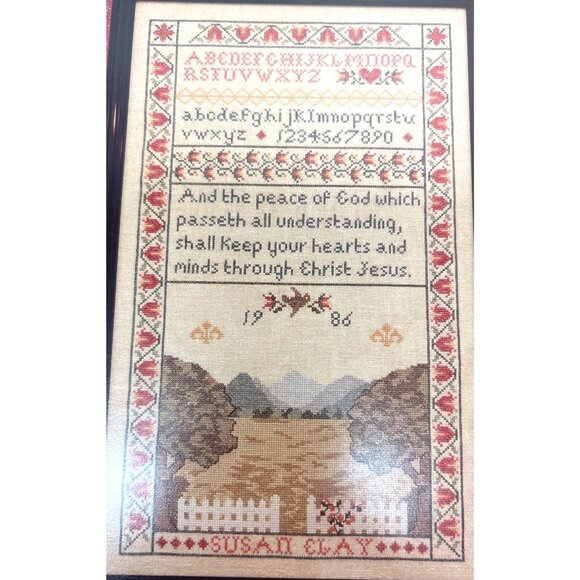 ABCDEFGHIJKLMNOPQ
RSTUVWXYZ
abcdefghijklmnopqrstu
vwxyz 1234567890
And the peace of God which
passeth all understanding,
shall keep your hearts and
minds through Christ Jesus.
19 86
SUSAN CLAY